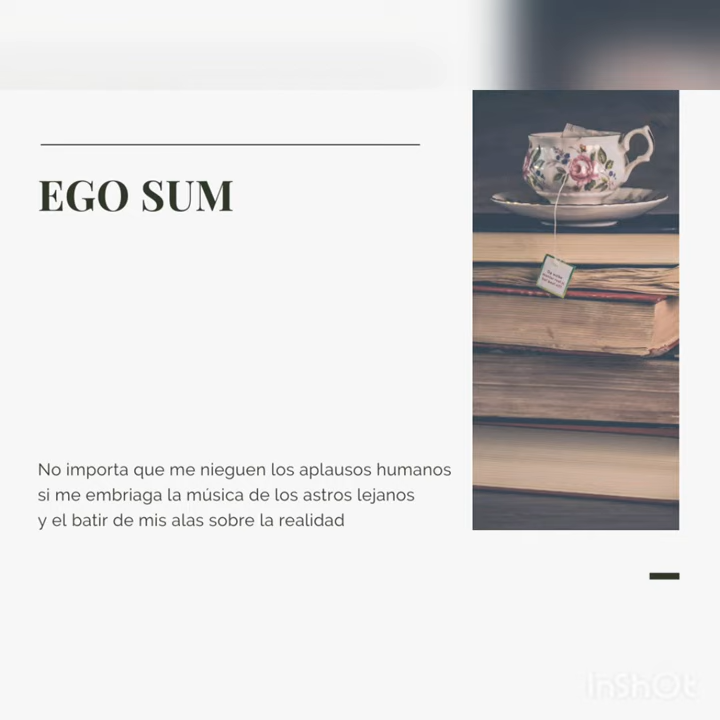 EGO SUM
No importa que me nieguen los aplausos humanos
si me embriaga la música de los astros lejanos
y el batir de mis alas sobre la realidad
InShOt